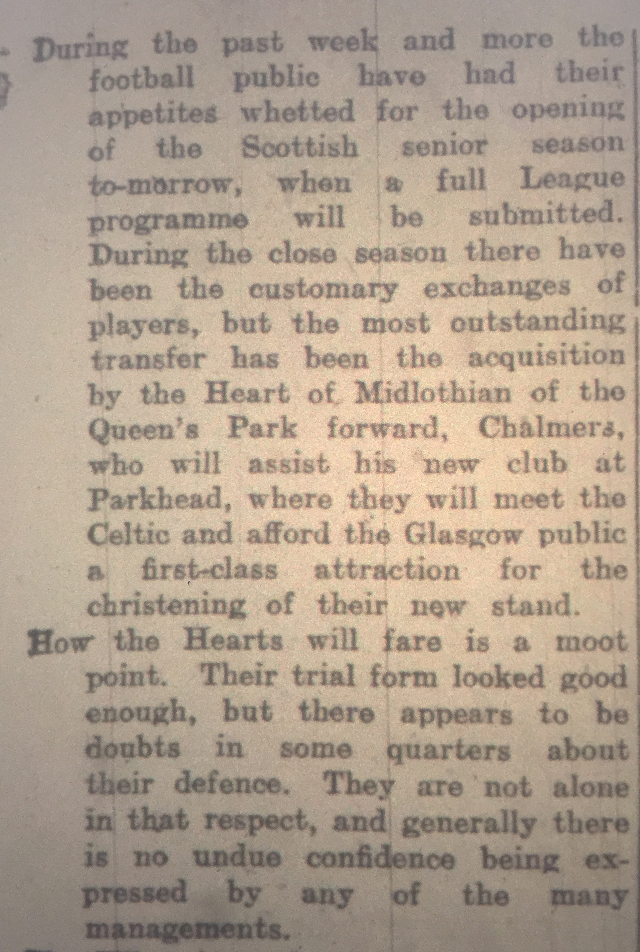 During the past week and more the
football public have had their
appetites whetted for the opening
of the Scottish senior season
to-morrow, when a full League
programme will be submitted.
During the close season there have
been the customary exchanges of
players, but the most outstanding
transfer has been the acquisition
by the Heart of Midlothian of the
Queen's Park forward, Chalmers,
who will assist his new club at
Parkhead, where they will meet the
Celtic and afford the Glasgow public
a first-class attraction for the
christening of their new stand.
How the Hearts will fare is a moot
point. Their trial form looked good
enough, but there appears to be
doubts in some quarters about
their defence. They are not alone
in that respect, and generally there
is no undue confidence being ex-
pressed by any of the many
managements.